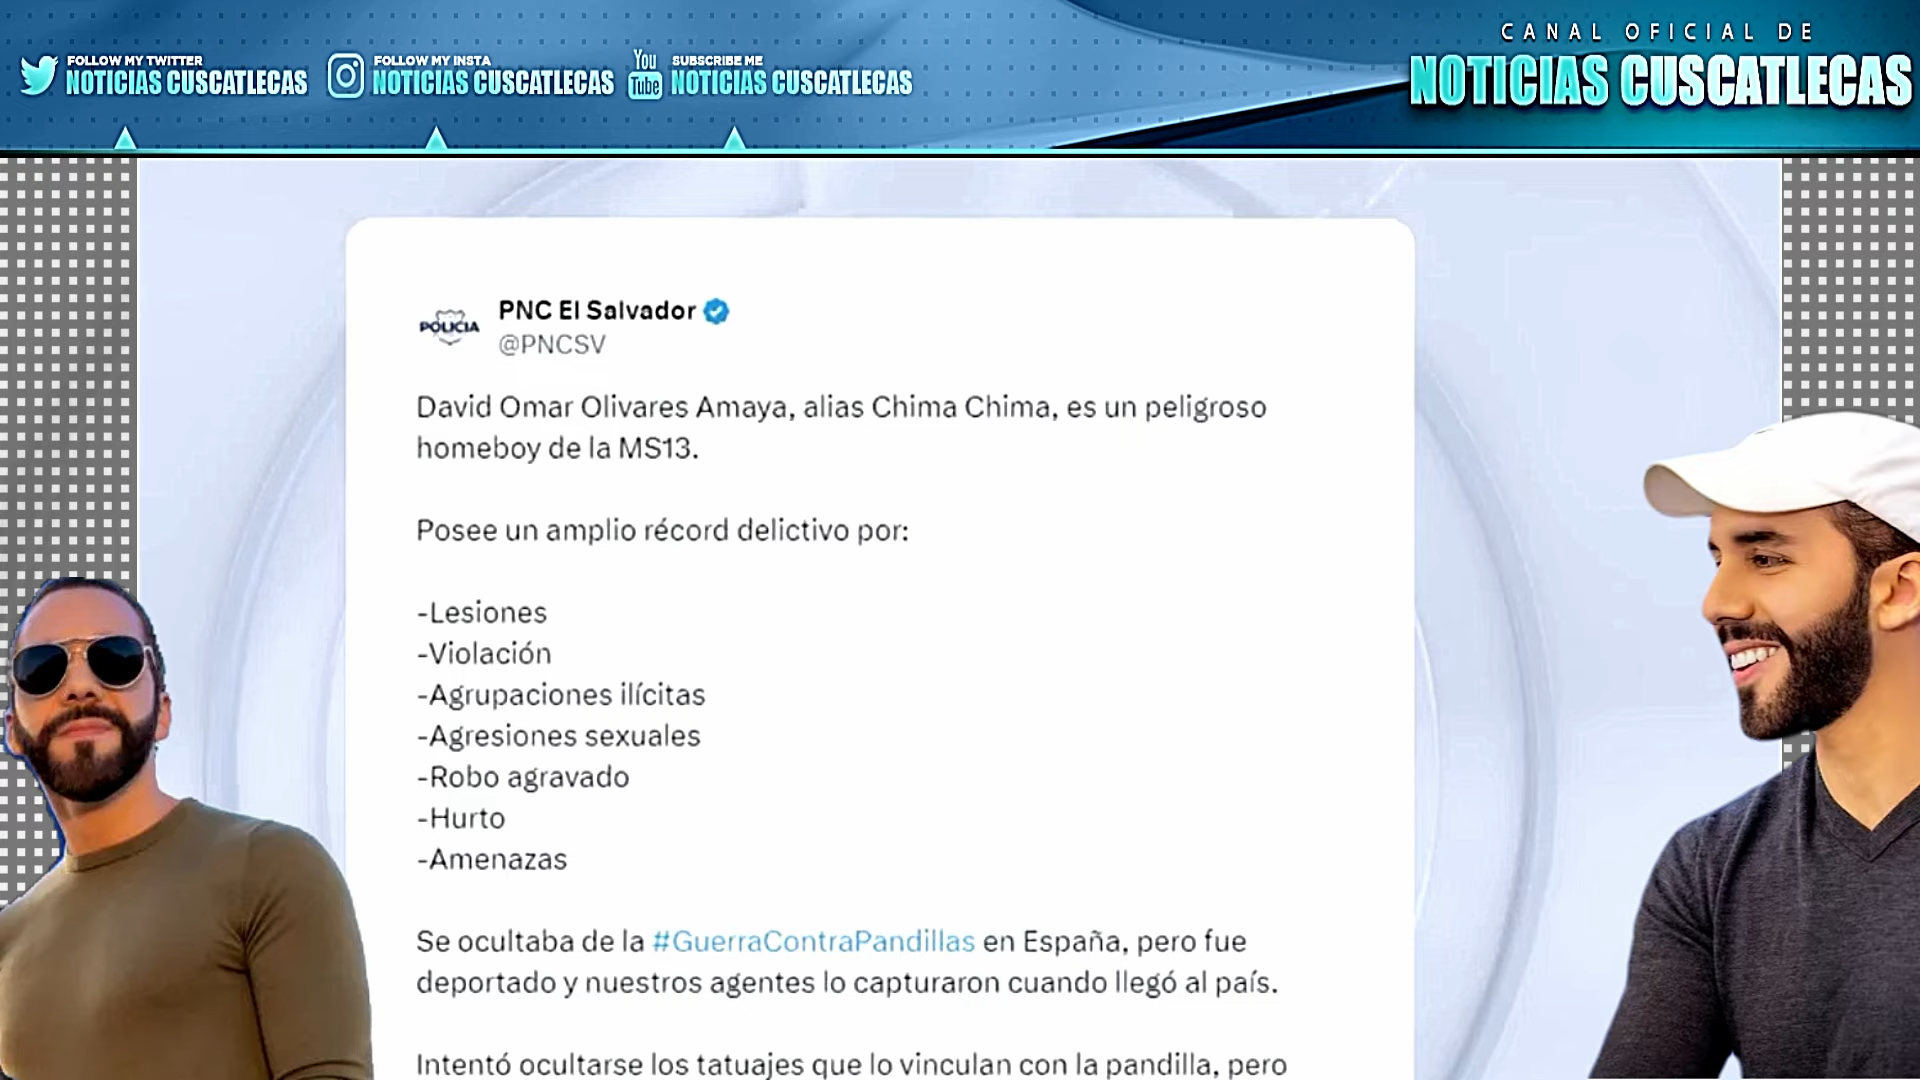 FOLLOW MY TWITTER
NOTICIAS CUSCATLECAS
FOLLOW MY INSTA
NOTICIAS CUSCATLECAS
You
Tube
SUBSCRIBE ME
NOTICIAS CUSCATLECAS
CANAL OFICIAL DE
NOTICIAS CUSCATLECAS
POLICIA
PNC El Salvador
@PNCSV
David Omar Olivares Amaya, alias Chima Chima, es un peligroso
homeboy de la MS13.
Posee un amplio récord delictivo por:
-Lesiones
-Violación
-Agrupaciones ilícitas
-Agresiones sexuales
-Robo agravado
-Hurto
-Amenazas
Se ocultaba de la #GuerraContraPandillas en España, pero fue
deportado y nuestros agentes lo capturaron cuando llegó al país.
Intentó ocultarse los tatuajes que lo vinculan con la pandilla, pero